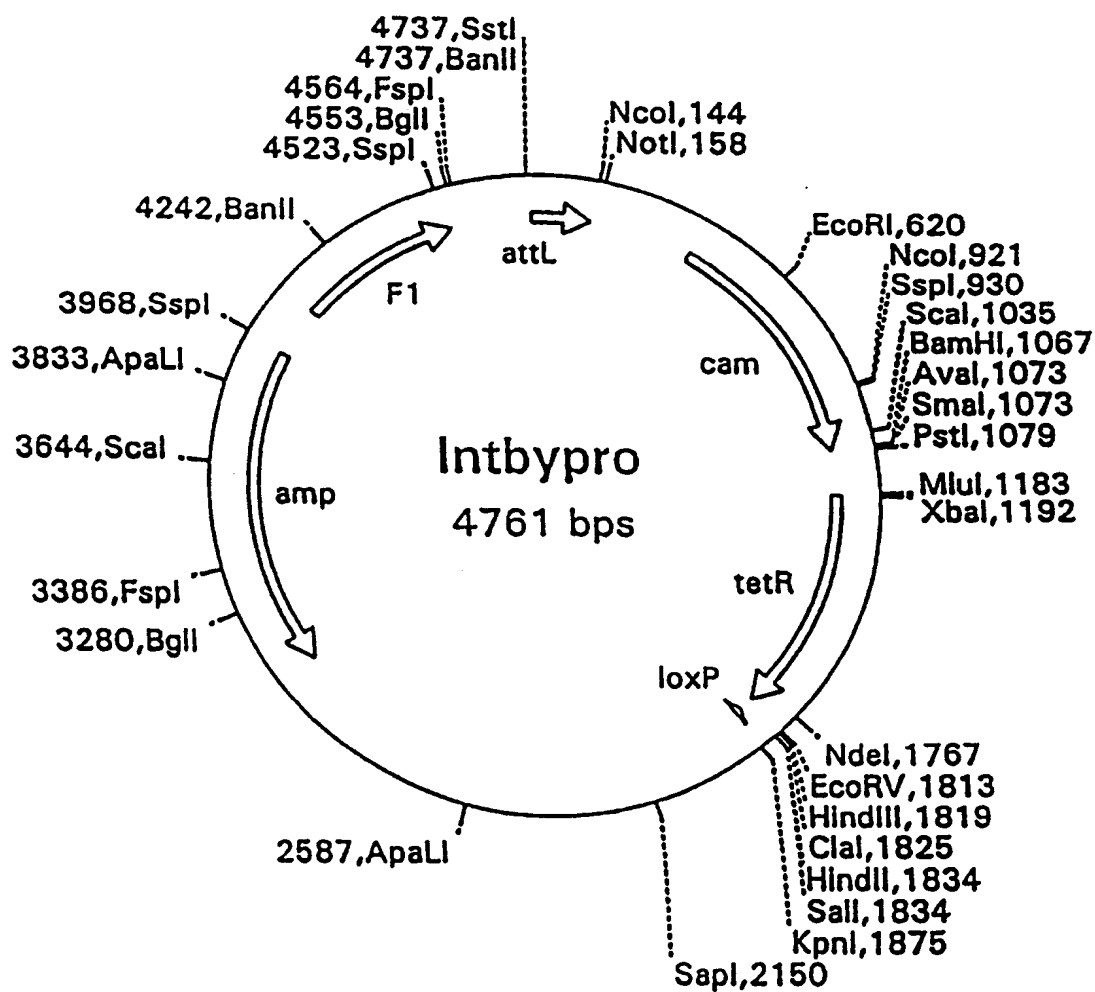 4737,SstI
4737,BanII
4564,FspI
4553,BglI
4523,SspI
4242,BanII
3968,SspI
3833,ApaLI
3644,ScaI
3386,FspI
3280,BglI
2587,ApaLI
NcoI,144
NotI,158
EcoRI,620
NcoI,921
SspI,930
ScaI,1035
BamHI,1067
AvaI,1073
SmaI,1073
PstI,1079
MluI,1183
XbaI,1192
NdeI,1767
EcoRV,1813
HindIII,1819
ClaI,1825
HindII,1834
SalI,1834
KpnI,1875
SapI,2150
attL
F1
cam
amp
tetR
loxP
Intbypro
4761 bps